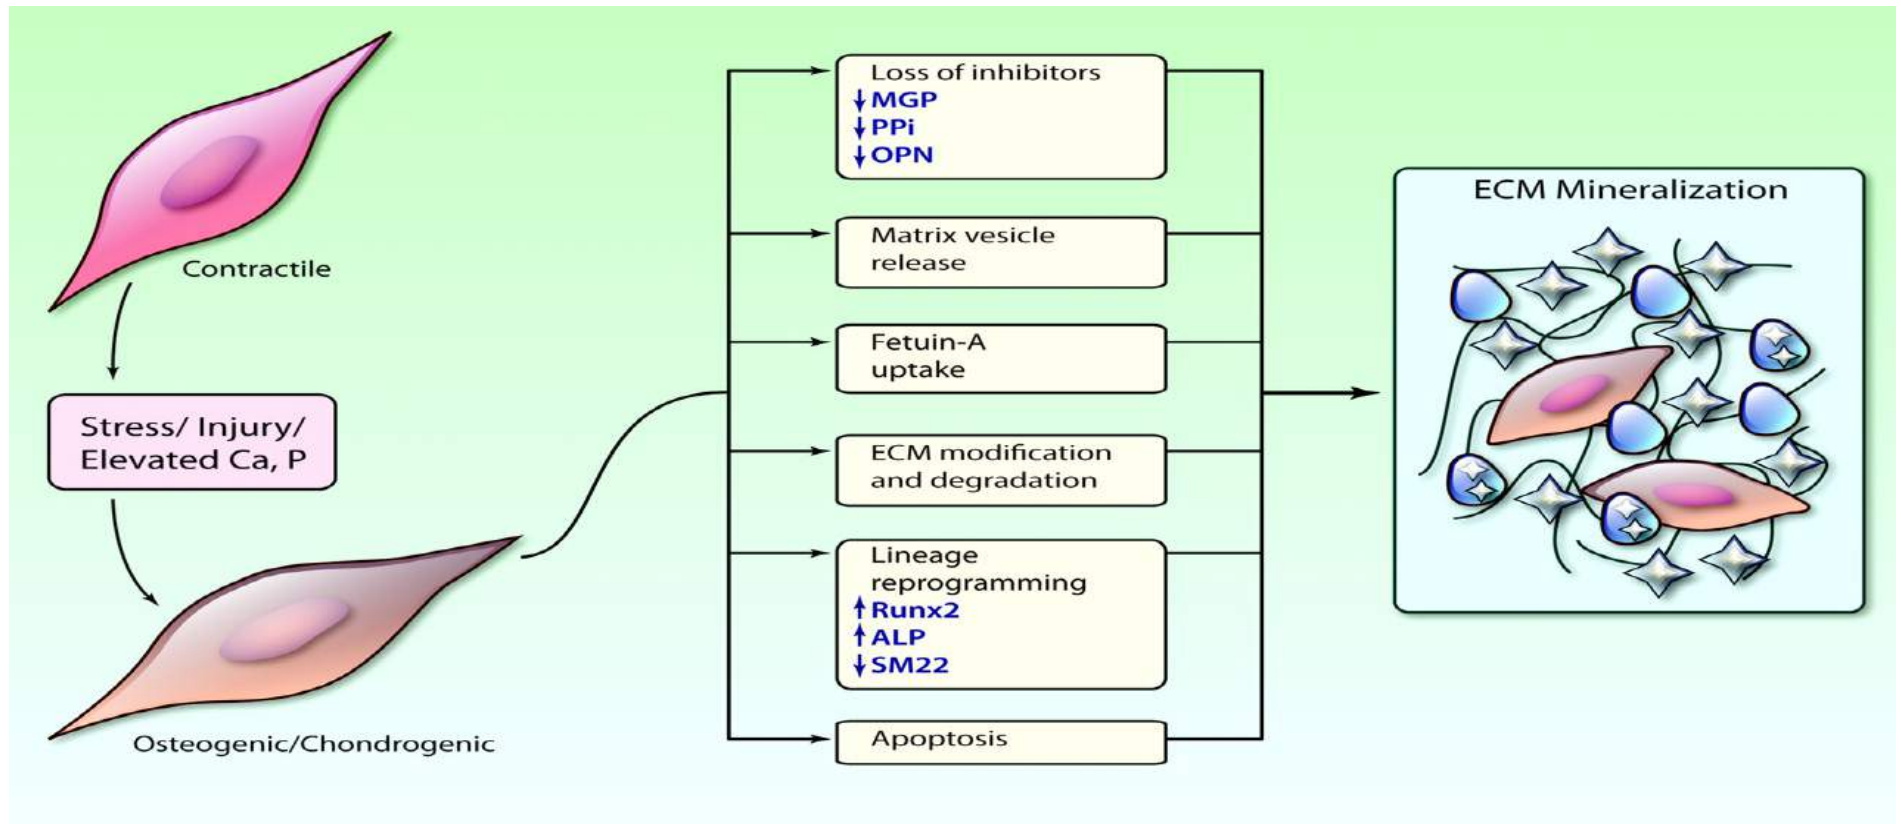 Contractile
Stress/ Injury/
Elevated Ca, P
Osteogenic/Chondrogenic
Loss of inhibitors
↓MGP
↓PPi
↓OPN
Matrix vesicle
release
Fetuin-A
uptake
ECM modification
and degradation
Lineage
reprogramming
↑Runx2
↑ALP
↓SM22
Apoptosis
ECM Mineralization